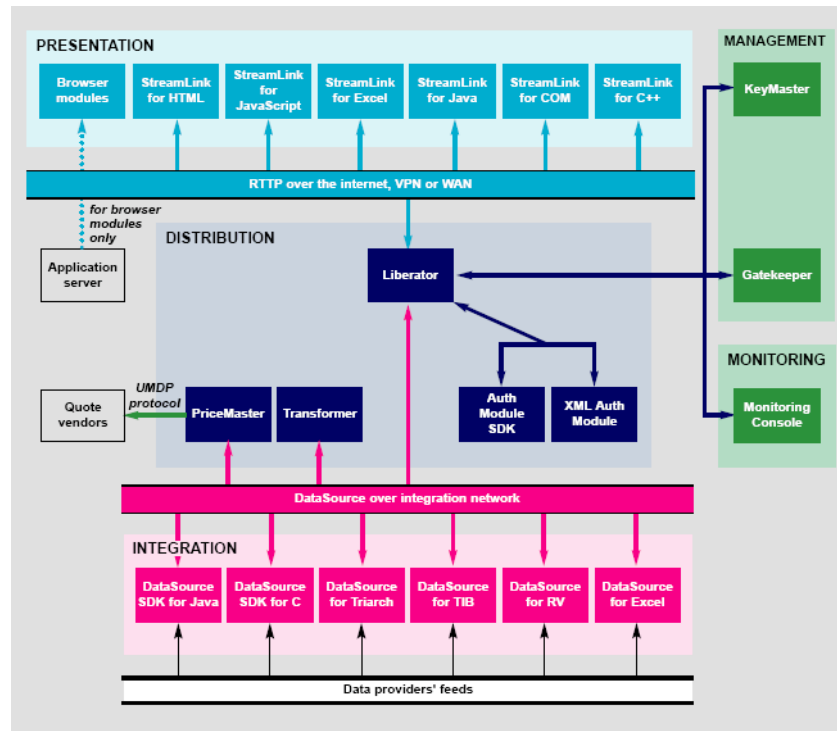 PRESENTATION
MANAGEMENT
Browser
modules
StreamLink
for HTML
StreamLink
for
JavaScript
StreamLink
for Excel
StreamLink
for Java
StreamLink
for COM
StreamLink
for C++
KeyMaster
RTTP over the internet, VPN or WAN
for browser
modules
only
DISTRIBUTION
Application
server
Liberator
Gatekeeper
MONITORING
UMDP
protocol
Quote
vendors
PriceMaster
Transformer
Auth
Module
SDK
XML Auth
Module
Monitoring
Console
DataSource over integration network
INTEGRATION
DataSource
SDK for Java
DataSource
SDK for C
DataSource
for Triarch
DataSource
for TIB
DataSource
for RV
DataSource
for Excel
Data providers' feeds